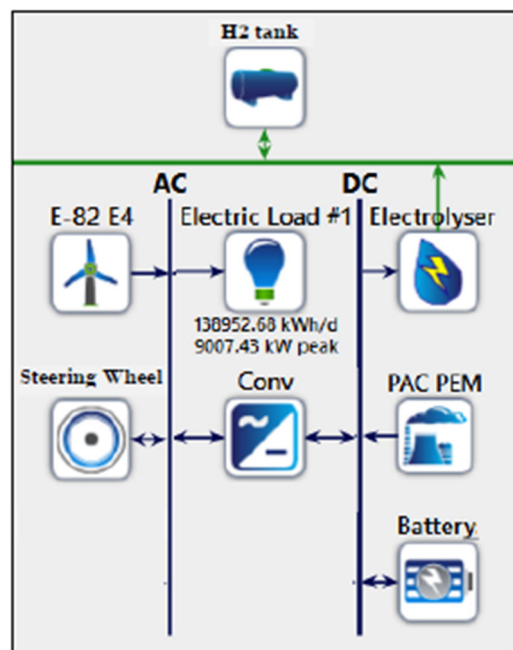 H2 tank
AC
DC
E-82 E4
Electric Load #1
Electrolyser
138952.68 kWh/d
9007.43 kW peak
Steering Wheel
Conv
PAC PEM
Battery